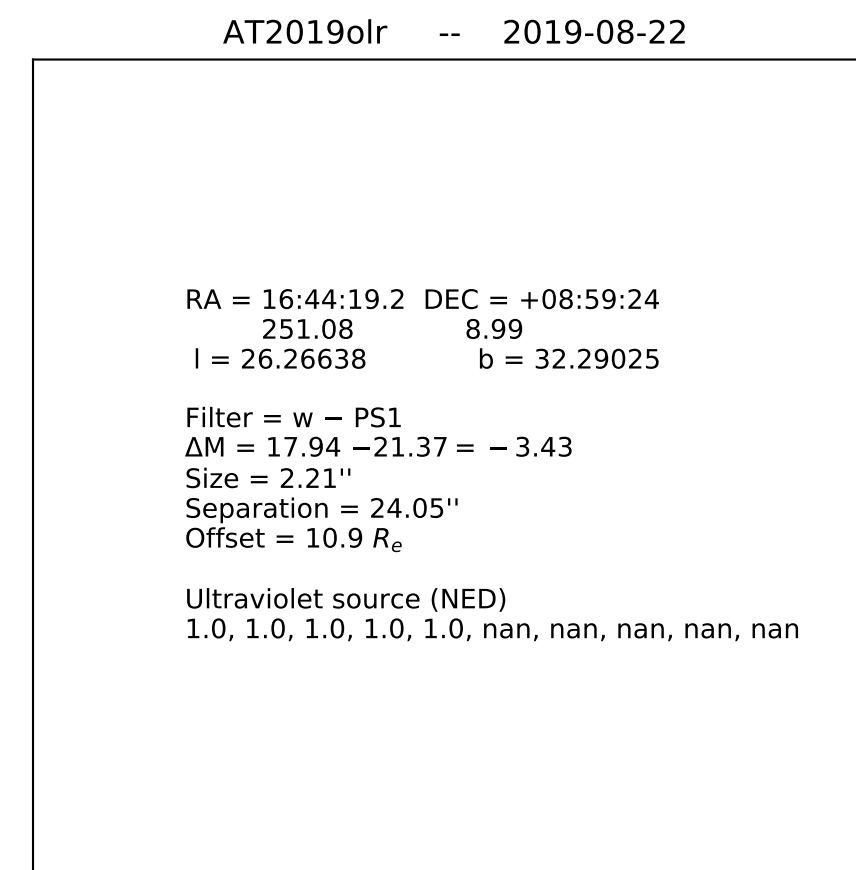 AT2019olr -- 2019-08-22
RA = 16:44:19.2 DEC = +08:59:24
251.08 8.99
l = 26.26638 b = 32.29025
Filter = w − PS1
ΔM = 17.94 −21.37 = − 3.43
Size = 2.21''
Separation = 24.05''
Offset = 10.9 Rₑ
Ultraviolet source (NED)
1.0, 1.0, 1.0, 1.0, 1.0, nan, nan, nan, nan, nan